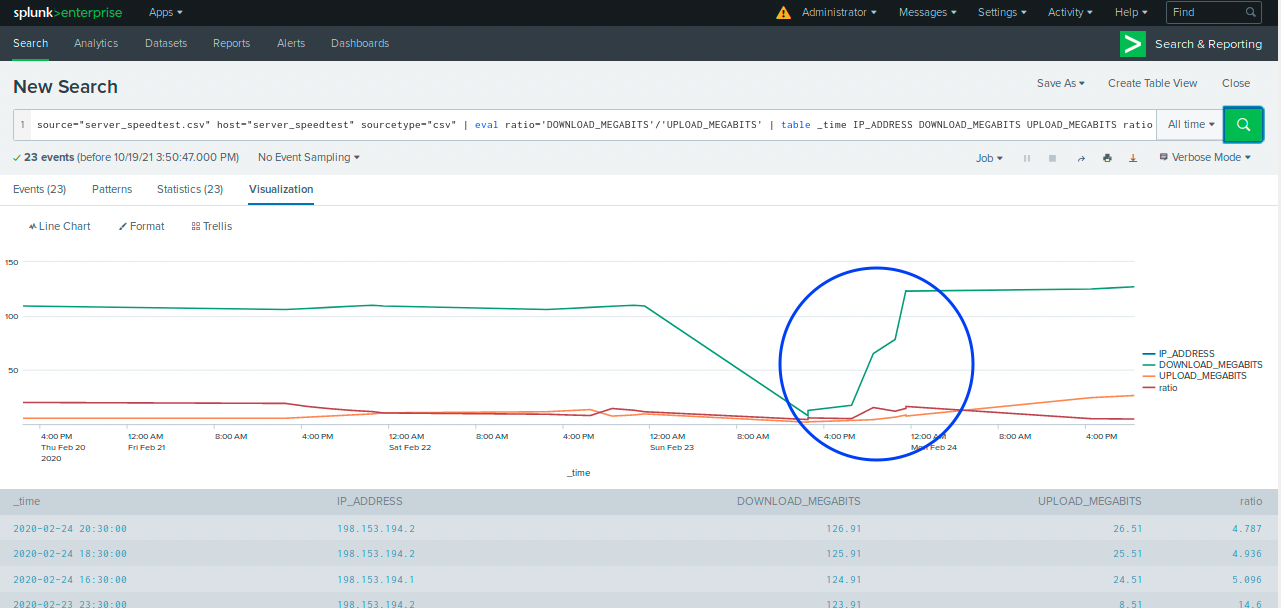 splunk>enterprise Apps ▾ Administrator ▾ Messages ▾ Settings ▾ Activity ▾ Help ▾ Find
Search Analytics Datasets Reports Alerts Dashboards Search & Reporting
New Search Save As ▾ Create Table View Close
1 source="server_speedtest.csv" host="server_speedtest" sourcetype="csv" | eval ratio='DOWNLOAD_MEGABITS'/'UPLOAD_MEGABITS' | table _time IP_ADDRESS DOWNLOAD_MEGABITS UPLOAD_MEGABITS ratio All time ▾
✓ 23 events (before 10/19/21 3:50:47.000 PM) No Event Sampling ▾ Job ▾ Verbose Mode ▾
Events (23) Patterns Statistics (23) Visualization
Line Chart Format Trellis
150
100
50
IP_ADDRESS
DOWNLOAD_MEGABITS
UPLOAD_MEGABITS
ratio
4:00 PM 12:00 AM 8:00 AM 4:00 PM 12:00 AM 8:00 AM 4:00 PM 12:00 AM 8:00 AM 4:00 PM 12:00 AM 8:00 AM 4:00 PM
Thu Feb 20 Fri Feb 21 Sat Feb 22 Sun Feb 23 Mon Feb 24
2020
_time
_time IP_ADDRESS DOWNLOAD_MEGABITS UPLOAD_MEGABITS ratio
2020-02-24 20:30:00 198.153.194.2 126.91 26.51 4.787
2020-02-24 18:30:00 198.153.194.2 125.91 25.51 4.936
2020-02-24 16:30:00 198.153.194.1 124.91 24.51 5.096
2020-02-23 23:30:00 198.153.194.2 123.91 8.51 14.6